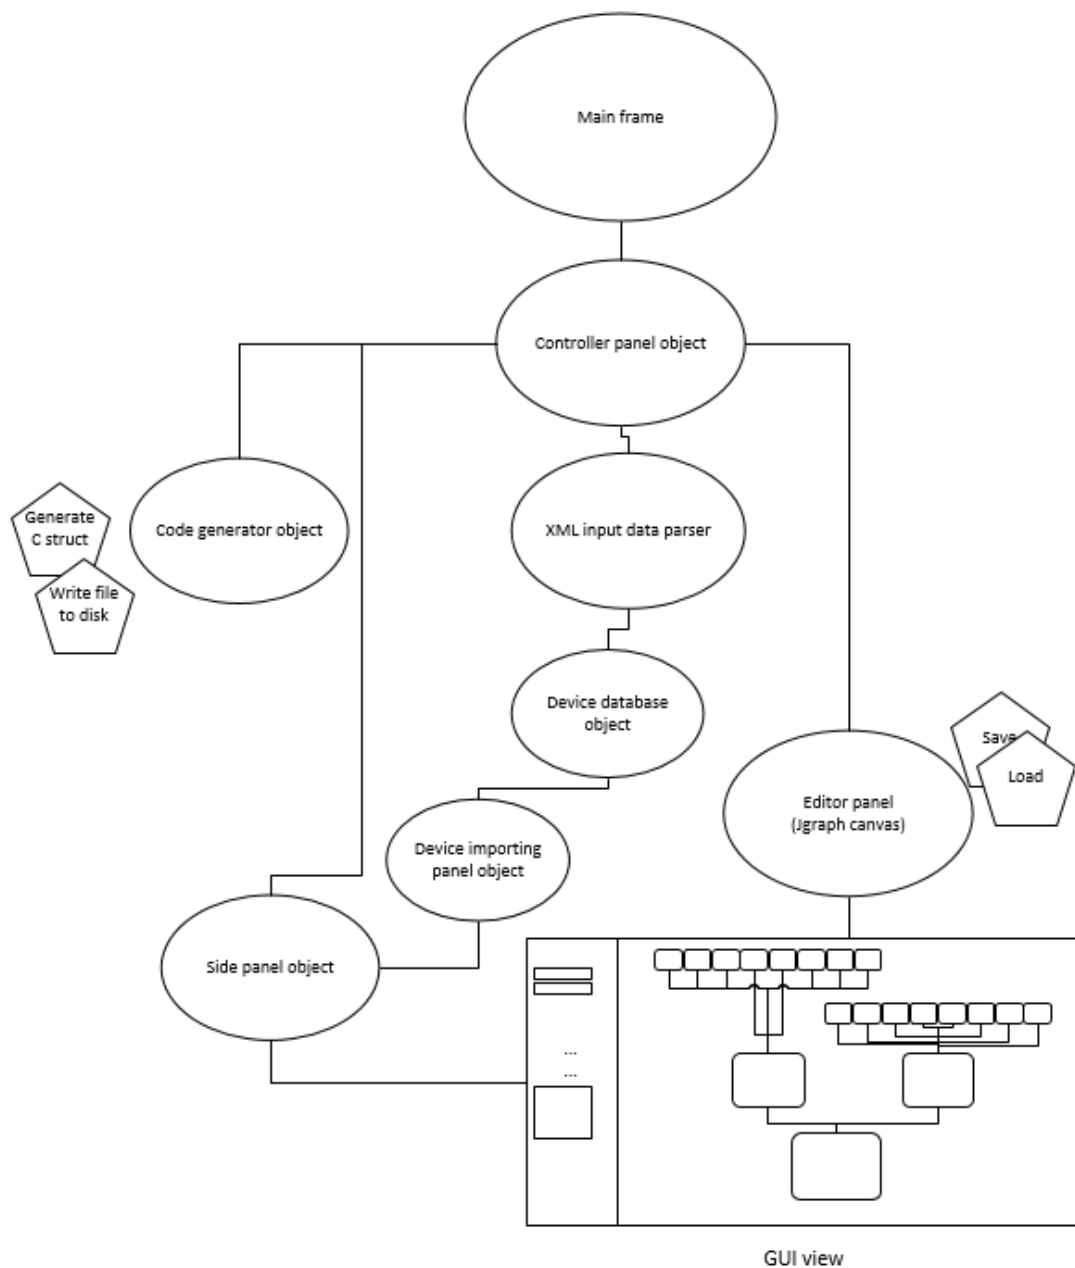 Main frame
Controller panel object
Generate
C struct
Write file
to disk
Code generator object
XML input data parser
Device database
object
Save
Load
Editor panel
(Jgraph canvas)
Device importing
panel object
Side panel object
...
...
GUI view